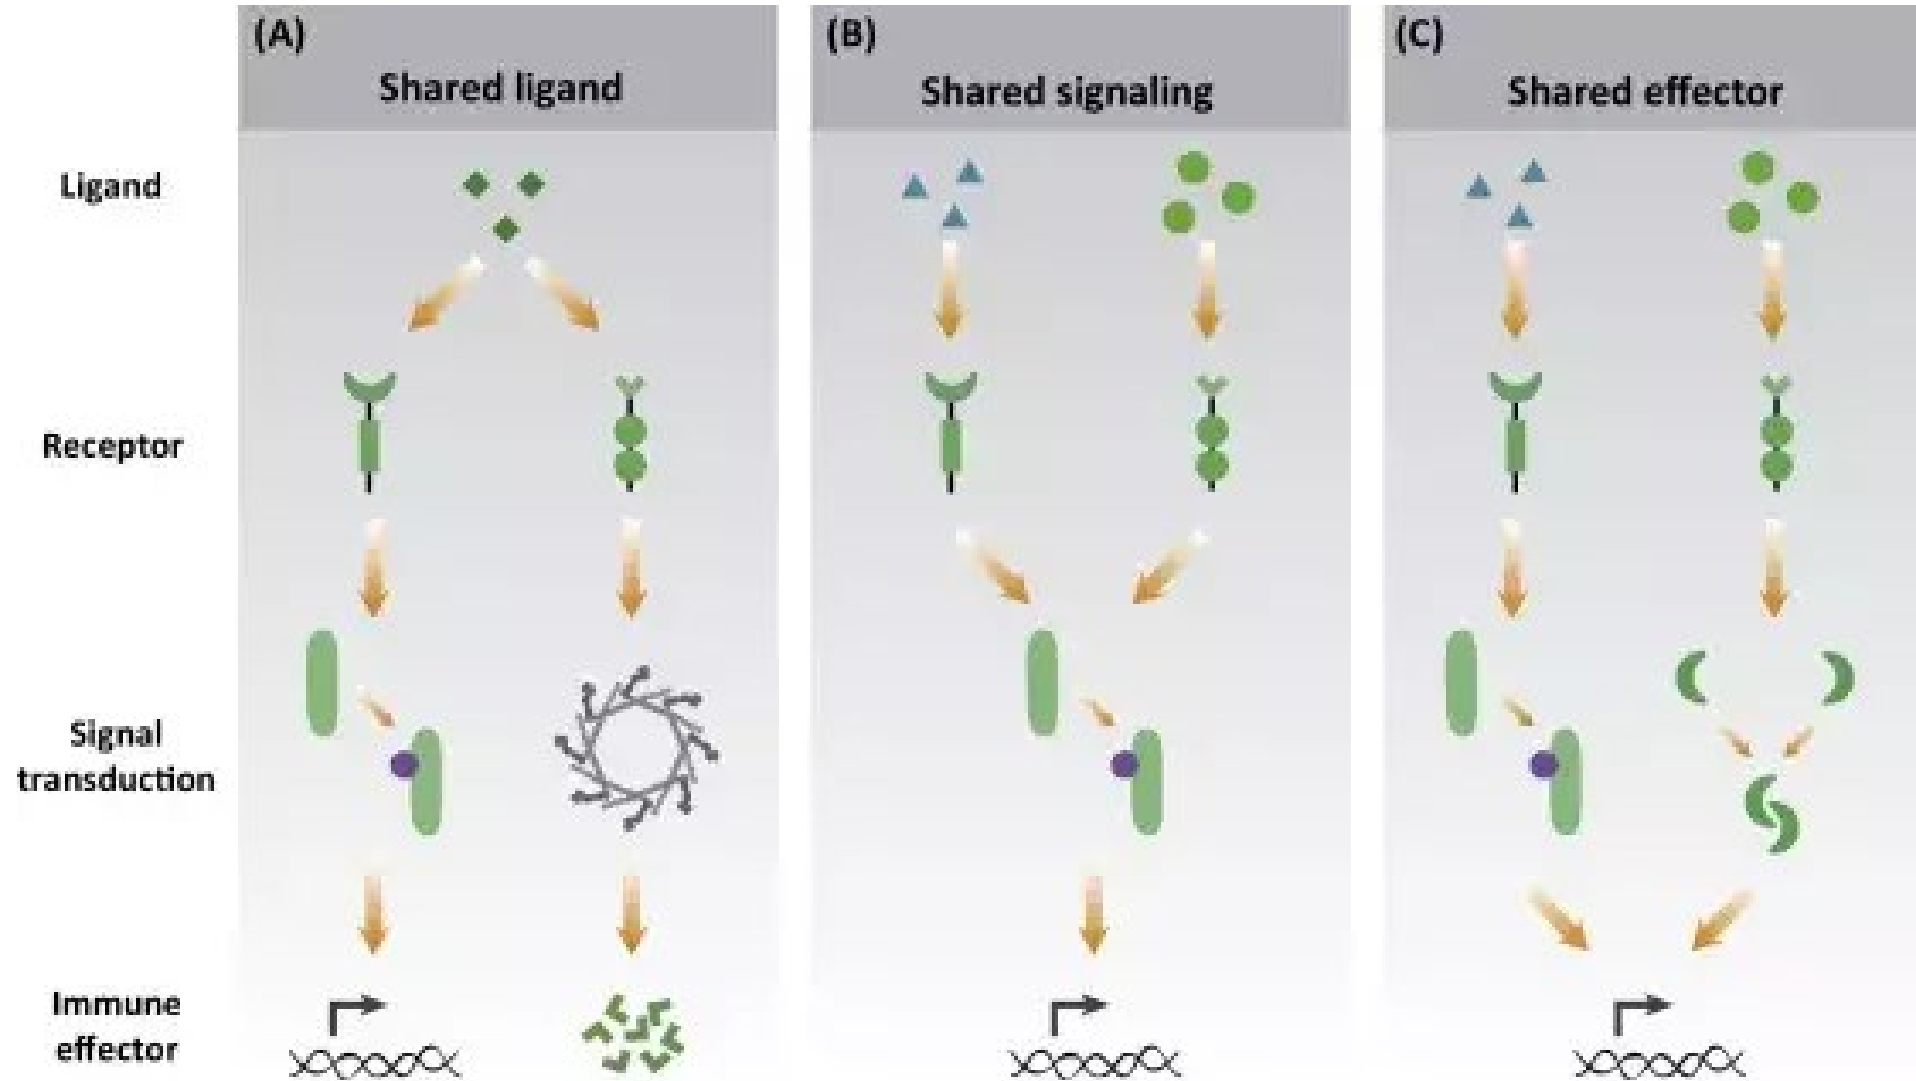 (A)
Shared ligand
(B)
Shared signaling
(C)
Shared effector
Ligand
Receptor
Signal
transduction
Immune
effector